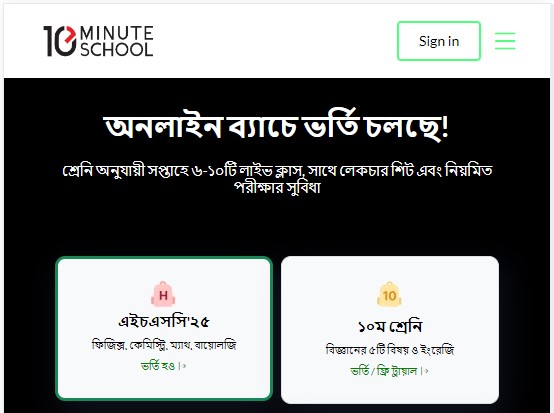 10 MINUTE
SCHOOL
Sign in
অনলাইন ব্যাচে ভর্তি চলছে!
শ্রেনি অনুযায়ী সপ্তাহে ৬-১০টি লাইভ ক্লাস, সাথে লেকচার শিট এবং নিয়মিত
পরীক্ষার সুবিধা
H
এইচএসসি'২৫
ফিজিক্স, কেমিস্ট্রি, ম্যাথ, বায়োলজি
ভর্তি হও। ›
10
১০ম শ্রেনি
বিজ্ঞানের ৫টি বিষয় ও ইংরেজি
ভর্তি / ফ্রি ট্রায়াল। ›